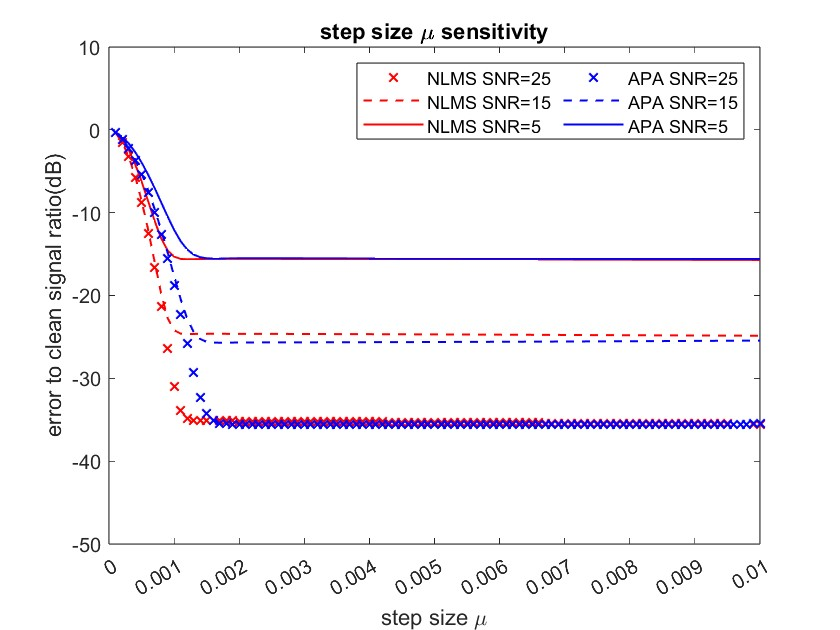 step size μ sensitivity
NLMS SNR=25 APA SNR=25
NLMS SNR=15 APA SNR=15
NLMS SNR=5 APA SNR=5
error to clean signal ratio(dB)
10
0
-10
-20
-30
-40
-50
0 0.001 0.002 0.003 0.004 0.005 0.006 0.007 0.008 0.009 0.01
step size μ